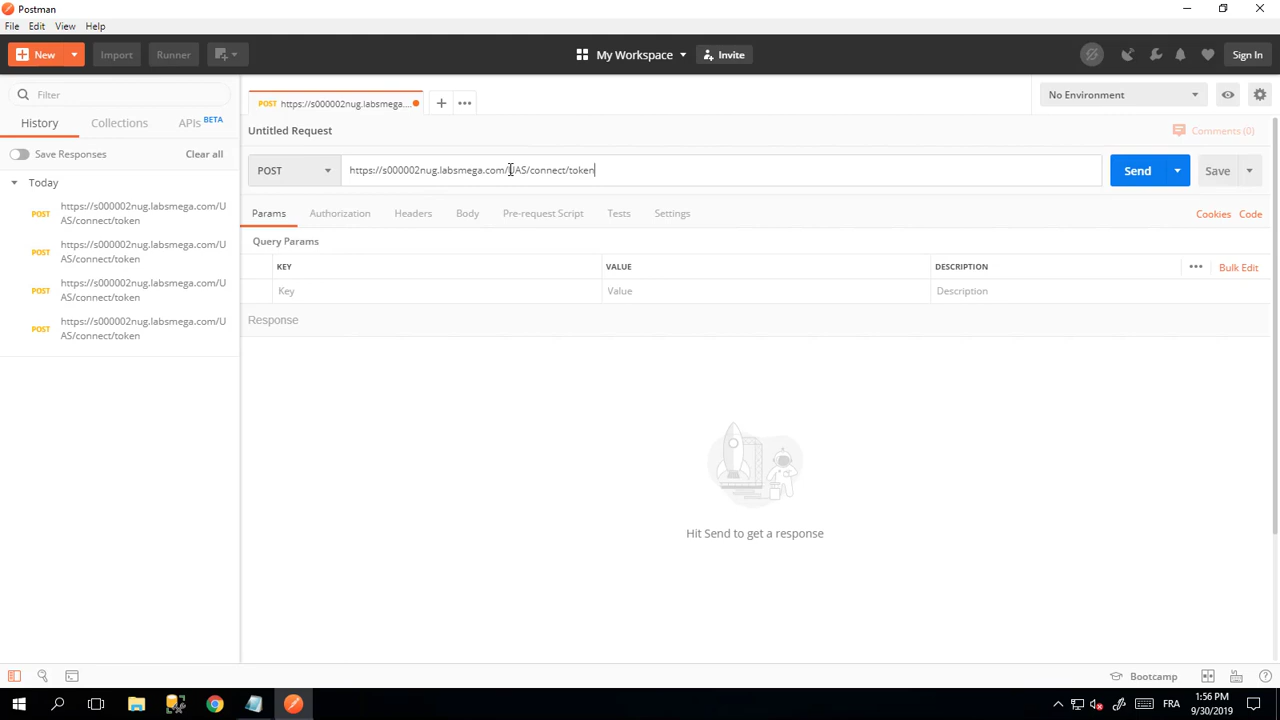 Postman
File Edit View Help
New Import Runner My Workspace Invite Sign In
Filter
POST https://s000002nug.labsmega....
No Environment
History Collections APIs BETA
Untitled Request
Comments (0)
Save Responses Clear all
POST https://s000002nug.labsmega.com/UAS/connect/token Send Save
Today
POST https://s000002nug.labsmega.com/U
AS/connect/token
POST https://s000002nug.labsmega.com/U
AS/connect/token
POST https://s000002nug.labsmega.com/U
AS/connect/token
POST https://s000002nug.labsmega.com/U
AS/connect/token
Params Authorization Headers Body Pre-request Script Tests Settings Cookies Code
Query Params
KEY VALUE DESCRIPTION Bulk Edit
Key Value Description
Response
Hit Send to get a response
Bootcamp
FRA
1:56 PM
9/30/2019